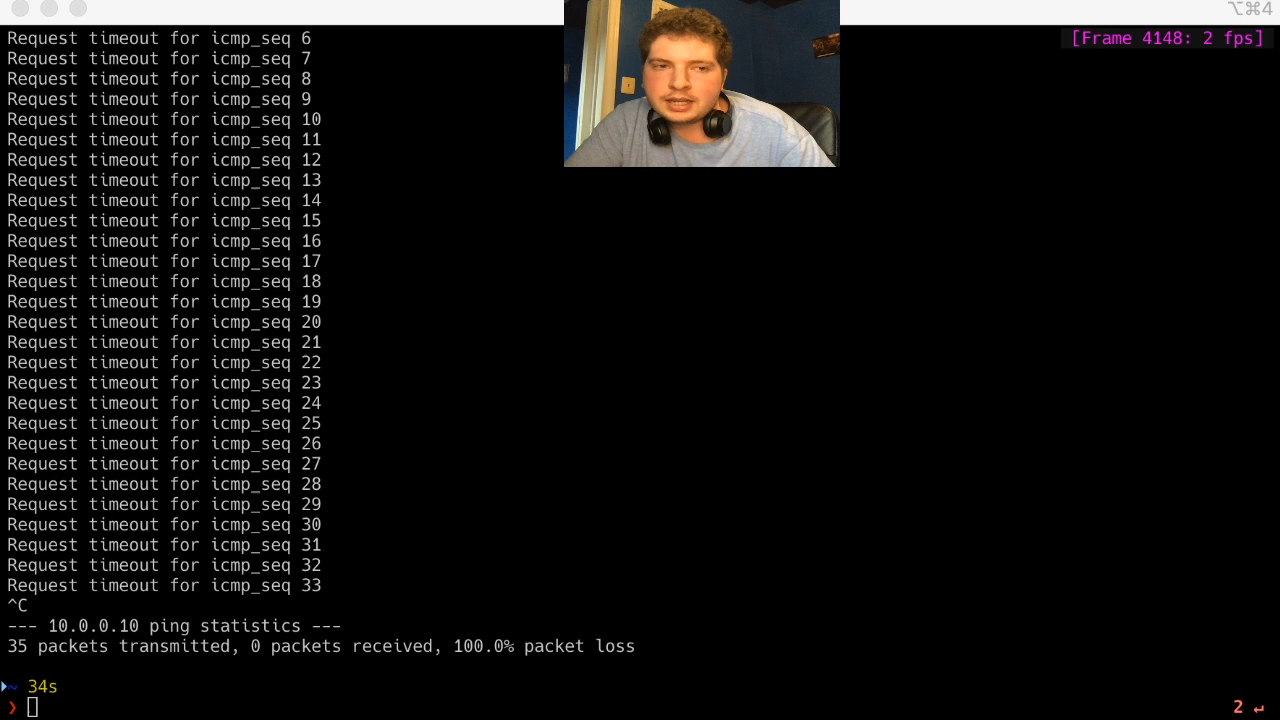 ⌥⌘4
[Frame 4148: 2 fps]
Request timeout for icmp_seq 6
Request timeout for icmp_seq 7
Request timeout for icmp_seq 8
Request timeout for icmp_seq 9
Request timeout for icmp_seq 10
Request timeout for icmp_seq 11
Request timeout for icmp_seq 12
Request timeout for icmp_seq 13
Request timeout for icmp_seq 14
Request timeout for icmp_seq 15
Request timeout for icmp_seq 16
Request timeout for icmp_seq 17
Request timeout for icmp_seq 18
Request timeout for icmp_seq 19
Request timeout for icmp_seq 20
Request timeout for icmp_seq 21
Request timeout for icmp_seq 22
Request timeout for icmp_seq 23
Request timeout for icmp_seq 24
Request timeout for icmp_seq 25
Request timeout for icmp_seq 26
Request timeout for icmp_seq 27
Request timeout for icmp_seq 28
Request timeout for icmp_seq 29
Request timeout for icmp_seq 30
Request timeout for icmp_seq 31
Request timeout for icmp_seq 32
Request timeout for icmp_seq 33
^C
--- 10.0.0.10 ping statistics ---
35 packets transmitted, 0 packets received, 100.0% packet loss
~ 34s
❯ 2 ↵